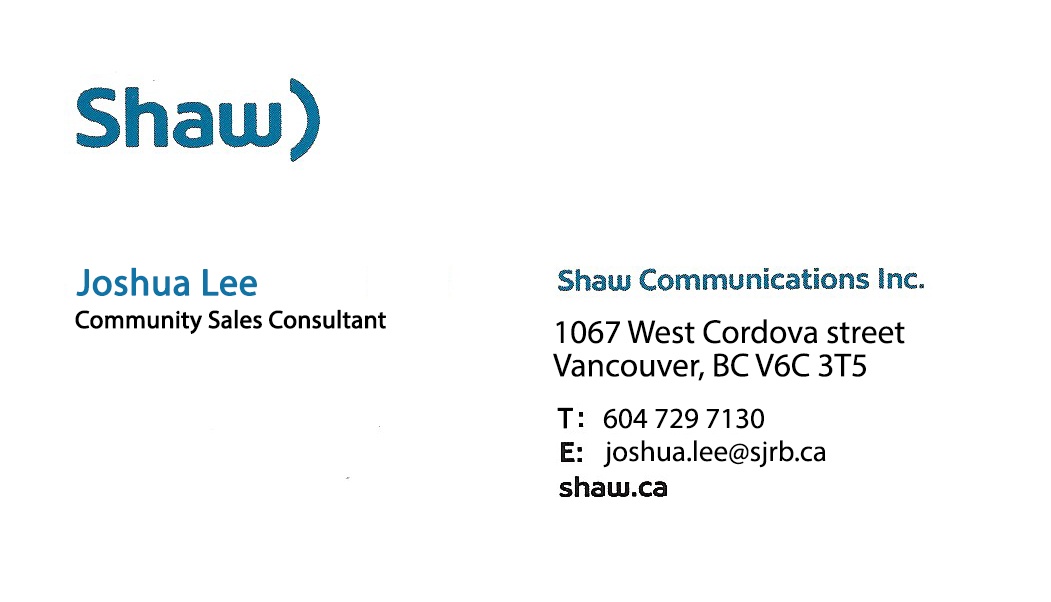 Shaw)
Joshua Lee
Community Sales Consultant
Shaw Communications Inc.
1067 West Cordova street
Vancouver, BC V6C 3T5
T: 604 729 7130
E: joshua.lee@sjrb.ca
shaw.ca